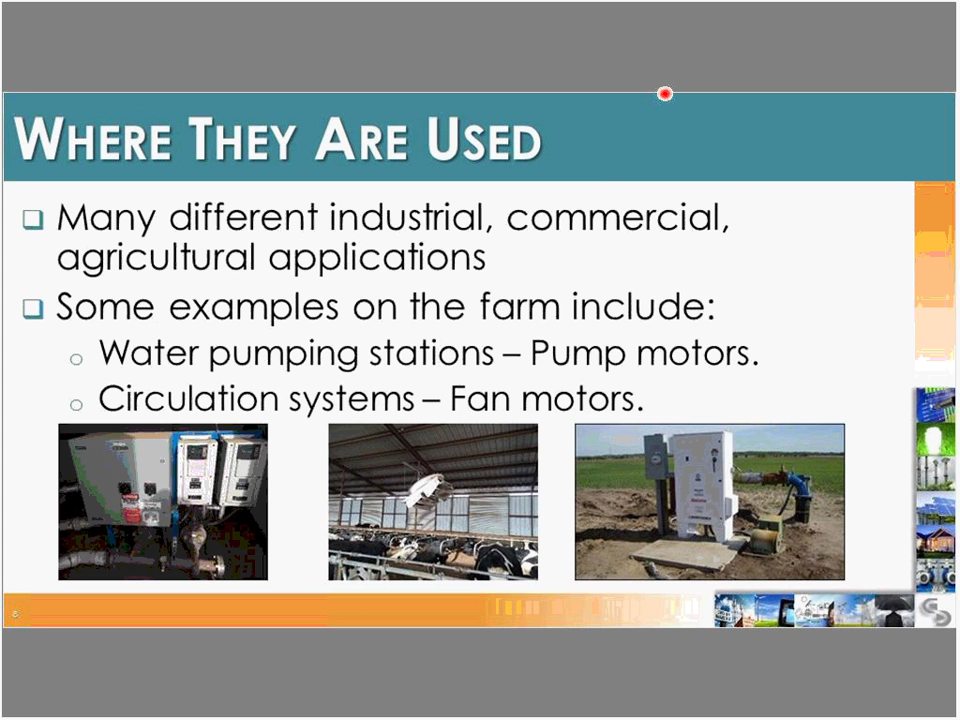 WHERE THEY ARE USED
Many different industrial, commercial,
agricultural applications
Some examples on the farm include:
Water pumping stations – Pump motors.
Circulation systems – Fan motors.